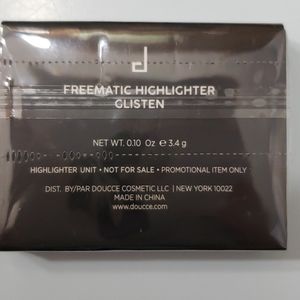 FREEMATIC HIGHLIGHTER
GLISTEN
NET WT. 0.10 Oz ℮ 3.4 g
HIGHLIGHTER UNIT • NOT FOR SALE • PROMOTIONAL ITEM ONLY
DIST. BY/PAR DOUCCE COSMETIC LLC | NEW YORK 10022
MADE IN CHINA
www.doucce.com